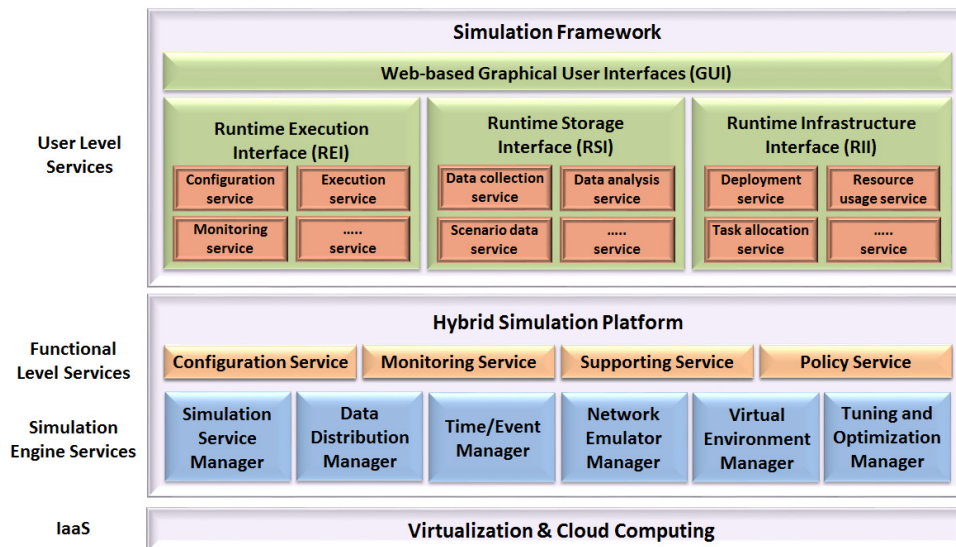 Simulation Framework
Web-based Graphical User Interfaces (GUI)
User Level
Services
Runtime Execution
Interface (REI)
Configuration
service
Execution
service
Monitoring
service
.....
service
Runtime Storage
Interface (RSI)
Data collection
service
Data analysis
service
Scenario data
service
.....
service
Runtime Infrastructure
Interface (RII)
Deployment
service
Resource
usage service
Task allocation
service
.....
service
Hybrid Simulation Platform
Functional
Level Services
Configuration Service
Monitoring Service
Supporting Service
Policy Service
Simulation
Engine Services
Simulation
Service
Manager
Data
Distribution
Manager
Time/Event
Manager
Network
Emulator
Manager
Virtual
Environment
Manager
Tuning and
Optimization
Manager
IaaS
Virtualization & Cloud Computing